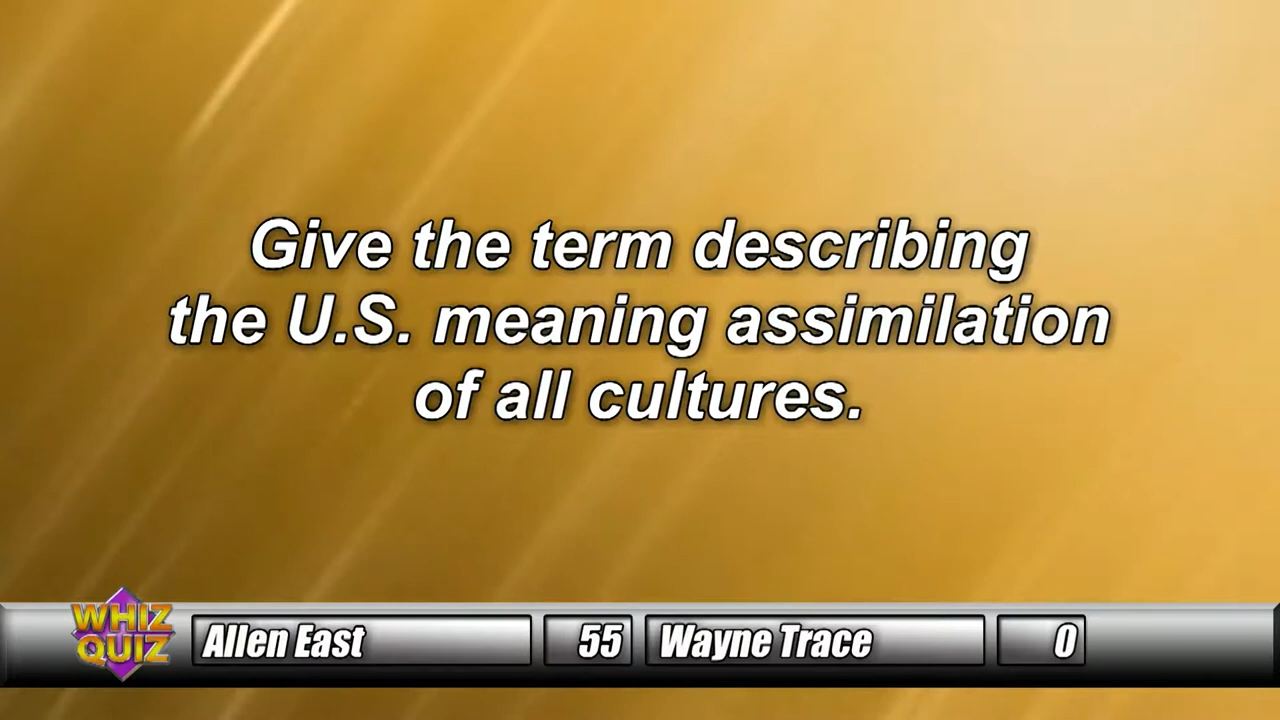 Give the term describing
the U.S. meaning assimilation
of all cultures.
WHIZ
QUIZ
Allen East 55 Wayne Trace 0